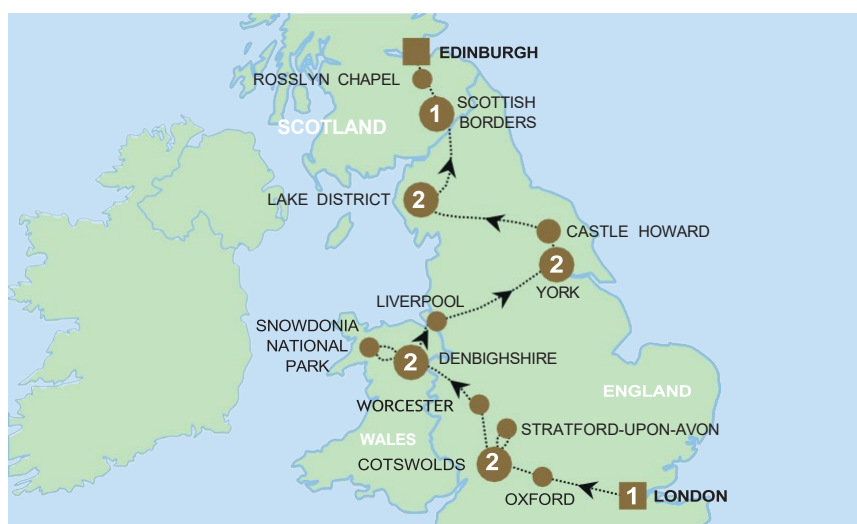 EDINBURGH
ROSSLYN CHAPEL
1
SCOTTISH
BORDERS
SCOTLAND
LAKE DISTRICT
2
CASTLE HOWARD
2
YORK
LIVERPOOL
SNOWDONIA
NATIONAL
PARK
2
DENBIGHSHIRE
ENGLAND
WORCESTER
STRATFORD-UPON-AVON
WALES
COTSWOLDS
2
OXFORD
1
LONDON